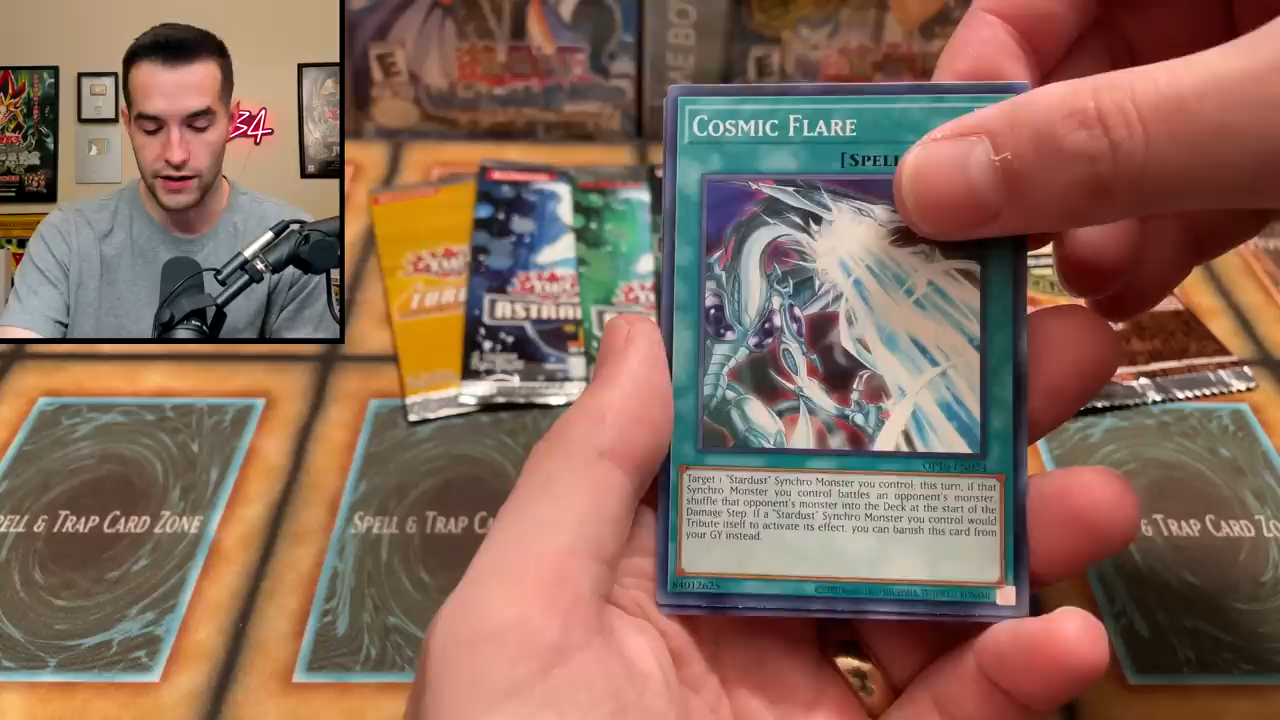 34
COSMIC FLARE
[SPELL
ASTRAL
Target 1 "Stardust" Synchro Monster you control; this turn, if that
Synchro Monster you control battles an opponent's monster,
shuffle that opponent's monster into the Deck at the start of the
Damage Step. If a "Stardust" Synchro Monster you control would
Tribute itself to activate its effect, you can banish this card from
your GY instead.
84012625
SPELL & TRAP CARD ZONE
SPELL & TRAP CA
& TRAP CARD ZO